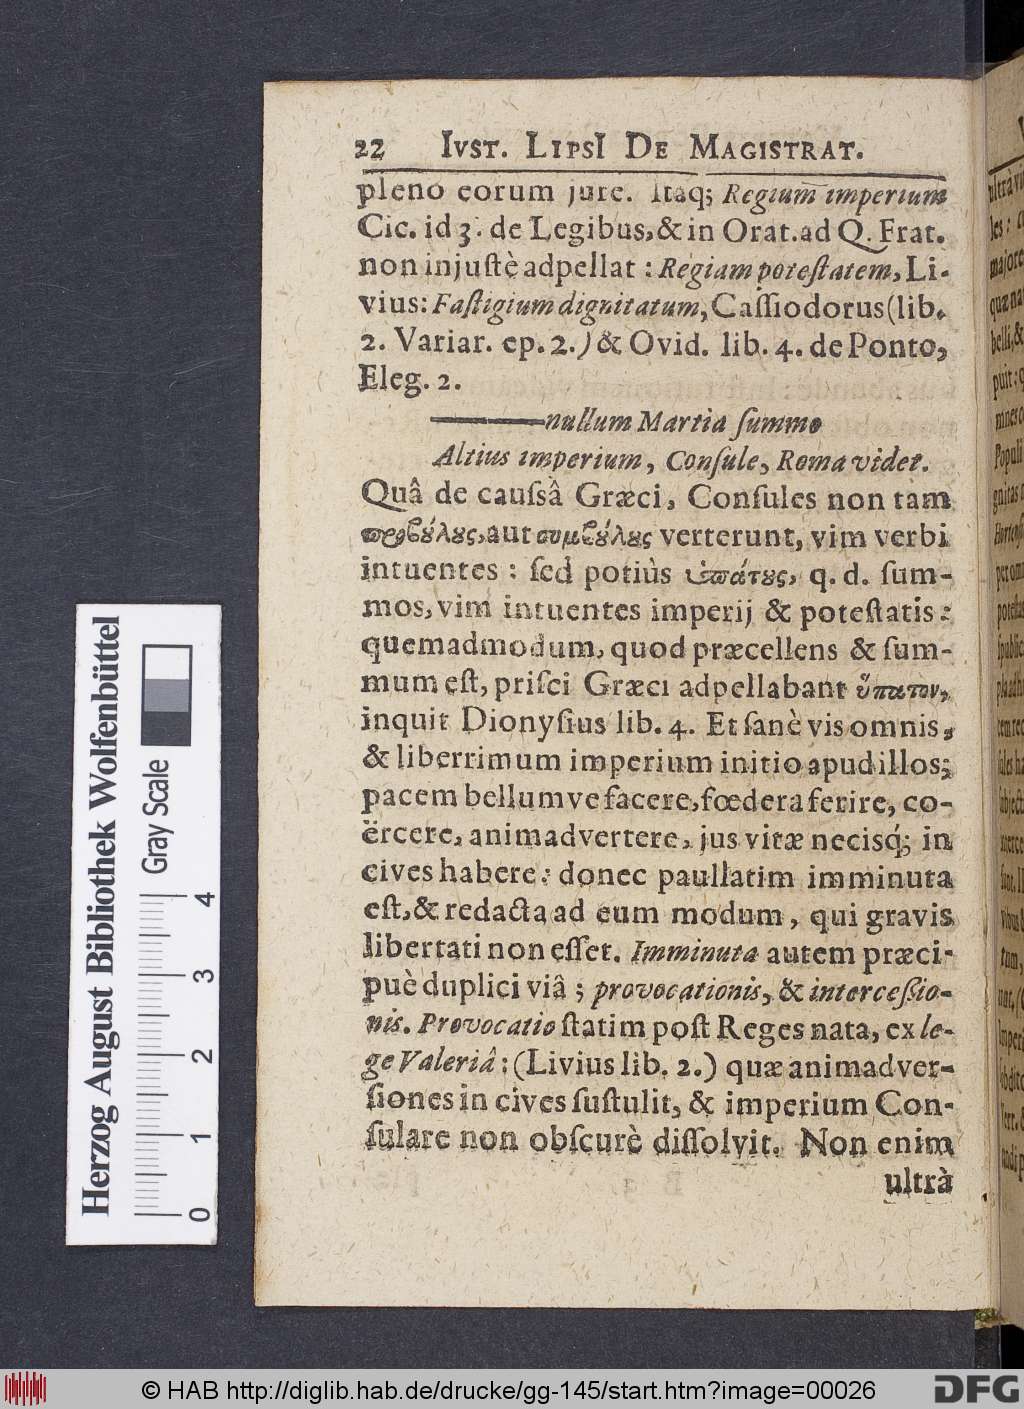 22 IVST. LIPSI DE MAGISTRAT.
pleno eorum jure. Itaq; Regium imperium
Cic. id 3. de Legibus, & in Orat. ad Q. Frat.
non injuſtè adpellat: Regiam poteſtatem, Li-
vius: Faſtigium dignitatum, Caſſiodorus (lib.
2. Variar. ep. 2.) & Ovid. lib. 4. de Ponto,
Eleg. 2.
——— nullum Martia ſummo
Altius imperium, Conſule, Roma videt.
Quâ de cauſsâ Græci, Conſules non tam
προβȣ́λȣς, aut συμβȣ́λȣς verterunt, vim verbi
intuentes: ſed potiùs ὑπάτȣς, q. d. ſum-
mos, vim intuentes imperij & poteſtatis:
quemadmodum, quod præcellens & ſum-
mum eſt, priſci Græci adpellabant ὕπατον,
inquit Dionyſius lib. 4. Et ſanè vis omnis,
& liberrimum imperium initio apud illos;
pacem bellumve facere, fœdera ferire, co-
ërcere, animadvertere, jus vitæ necisq́; in
cives habere: donec paullatim imminuta
eſt, & redacta ad eum modum, qui gravis
libertati non eſſet. Imminuta autem præci-
puè duplici viâ; provocationis, & interceſsio-
nis. Provocatio ſtatim poſt Reges nata, ex le-
ge Valeriâ: (Livius lib. 2.) quæ animadver-
ſiones in cives ſuſtulit, & imperium Con-
ſulare non obſcurè diſſolvit. Non enim
ultrà
Herzog August Bibliothek Wolfenbüttel
Gray Scale
0 1 2 3 4
© HAB http://diglib.hab.de/drucke/gg-145/start.htm?image=00026
DFG